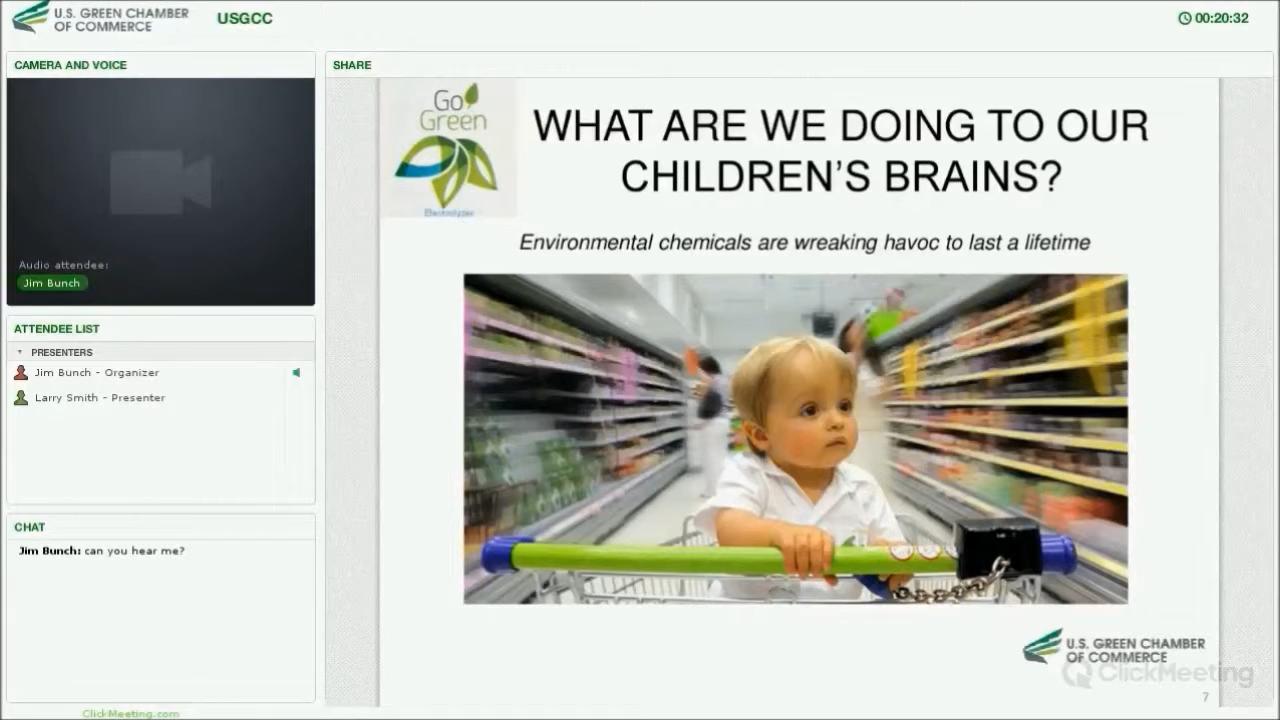 U.S. GREEN CHAMBER
OF COMMERCE
USGCC
00:20:32
CAMERA AND VOICE
Audio attendee:
Jim Bunch
ATTENDEE LIST
PRESENTERS
Jim Bunch - Organizer
Larry Smith - Presenter
CHAT
Jim Bunch: can you hear me?
ClickMeeting.com
SHARE
Go
Green
Electrolyzer
WHAT ARE WE DOING TO OUR
CHILDREN'S BRAINS?
Environmental chemicals are wreaking havoc to last a lifetime
U.S. GREEN CHAMBER
OF COMMERCE
ClickMeeting
7